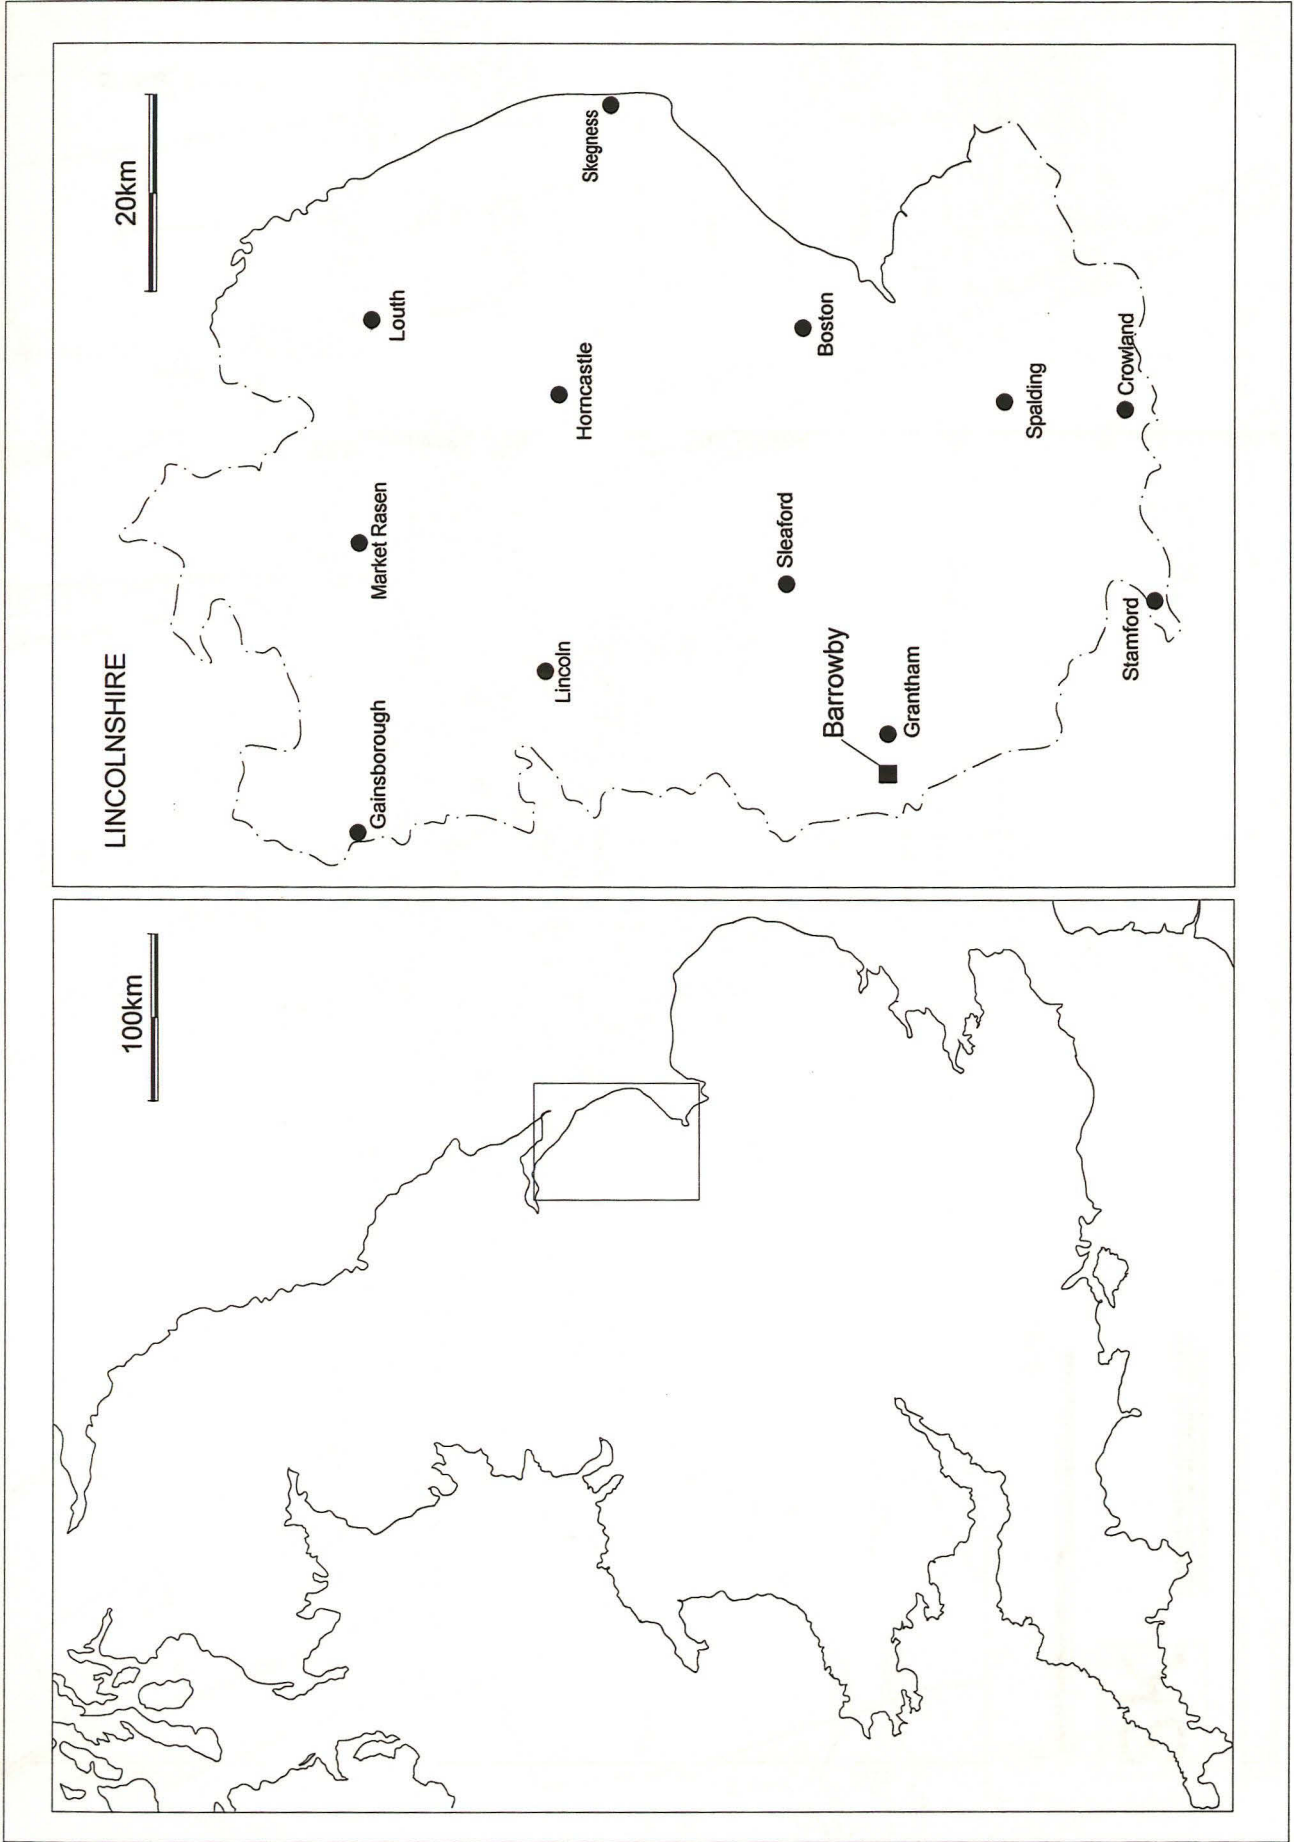 100km
LINCOLNSHIRE
20km
Gainsborough
Market Rasen
Louth
Lincoln
Horncastle
Skegness
Sleaford
Boston
Barrowby
Grantham
Spalding
Stamford
Crowland